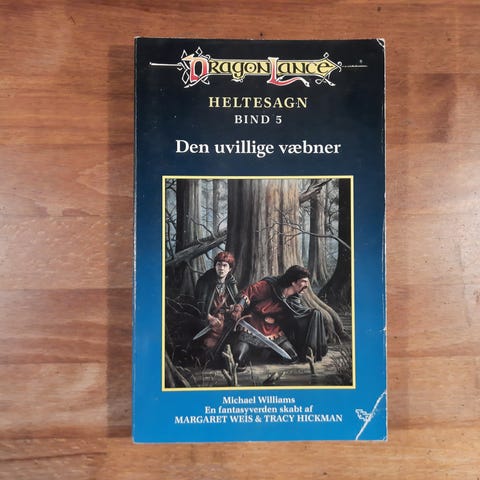 DRAGONLANCE
HELTESAGN
BIND 5
Den uvillige væbner
Michael Williams
En fantasyverden skabt af
MARGARET WEIS & TRACY HICKMAN